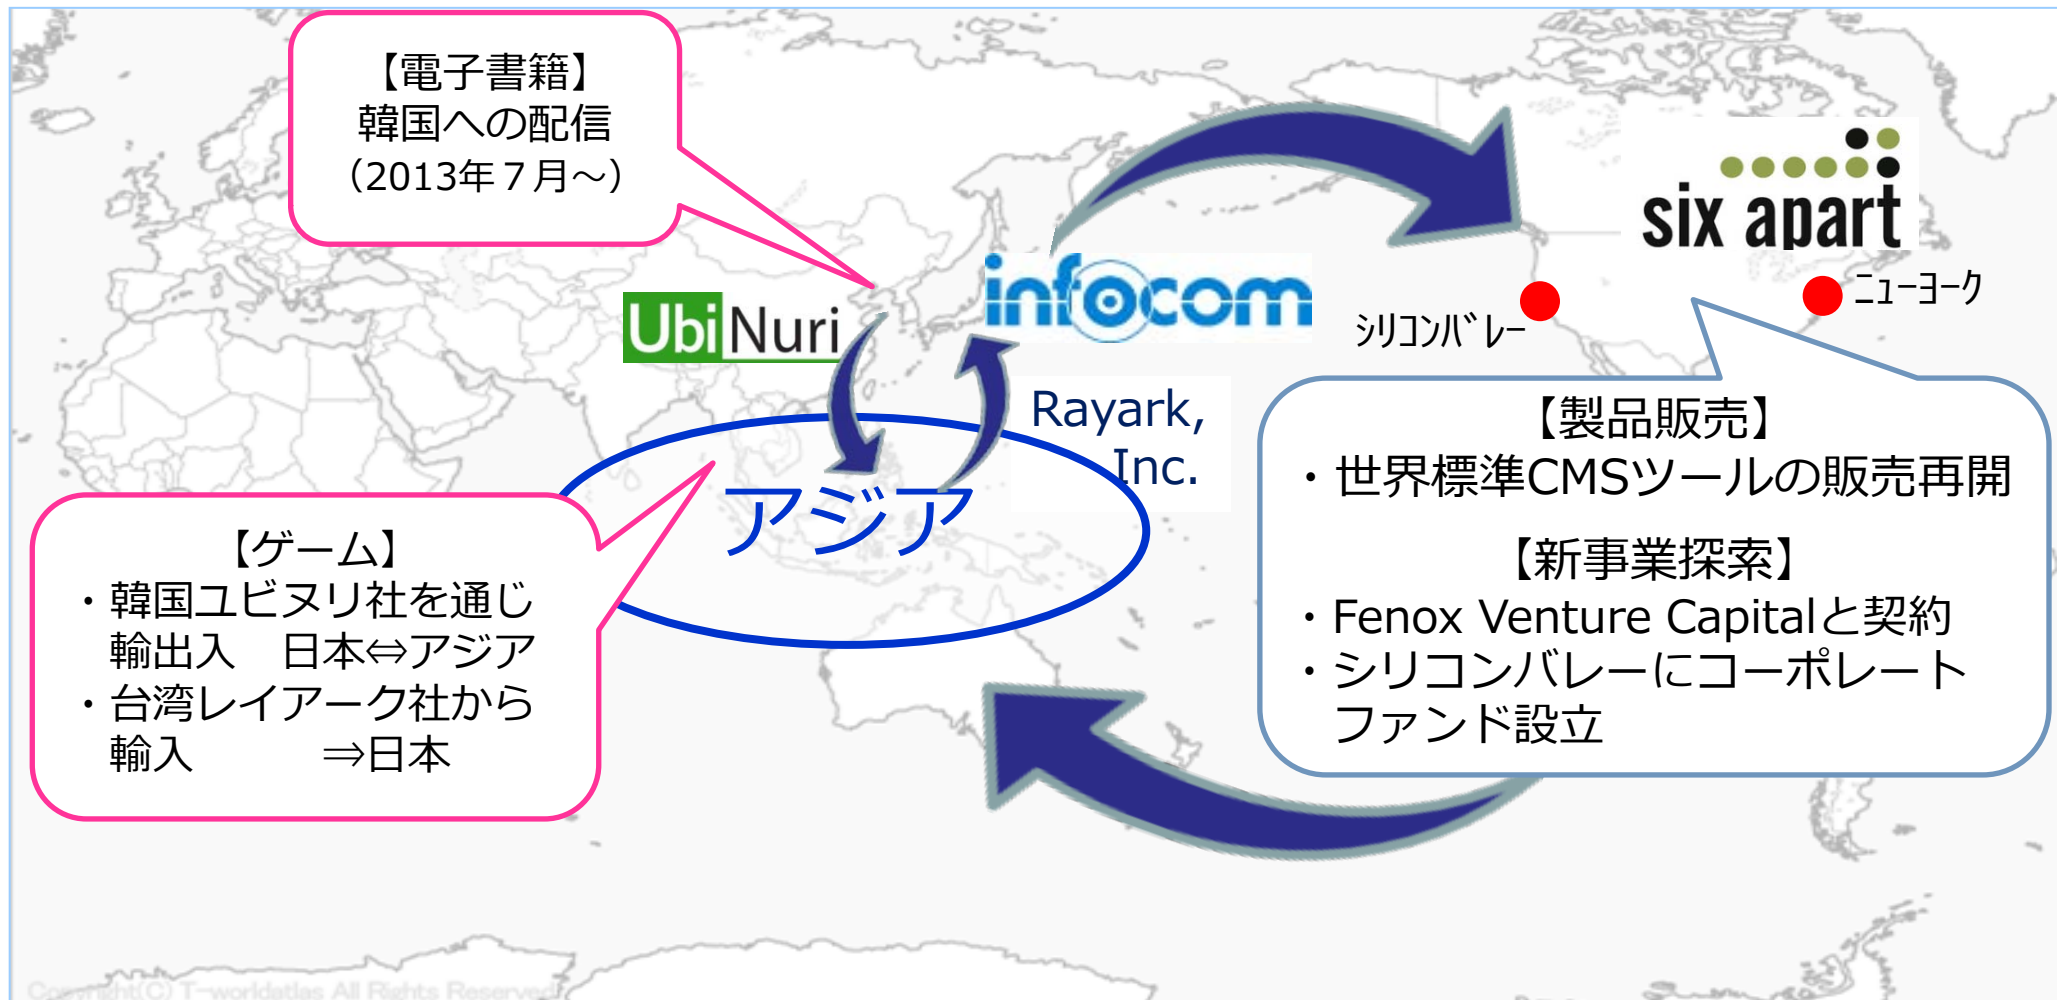 【電子書籍】
韓国への配信
（2013年７月～）
six apart
infocom
UbiNuri
ｼﾘｺﾝﾊﾞﾚｰ
ﾆｭｰﾖｰｸ
Rayark,
Inc.
アジア
【製品販売】
・世界標準CMSツールの販売再開
【新事業探索】
・Fenox Venture Capitalと契約
・シリコンバレーにコーポレート
ファンド設立
【ゲーム】
・韓国ユビヌリ社を通じ
輸出入　日本⇔アジア
・台湾レイアーク社から
輸入　　　⇒日本
Copyright(C) T-worldatlas All Rights Reserved